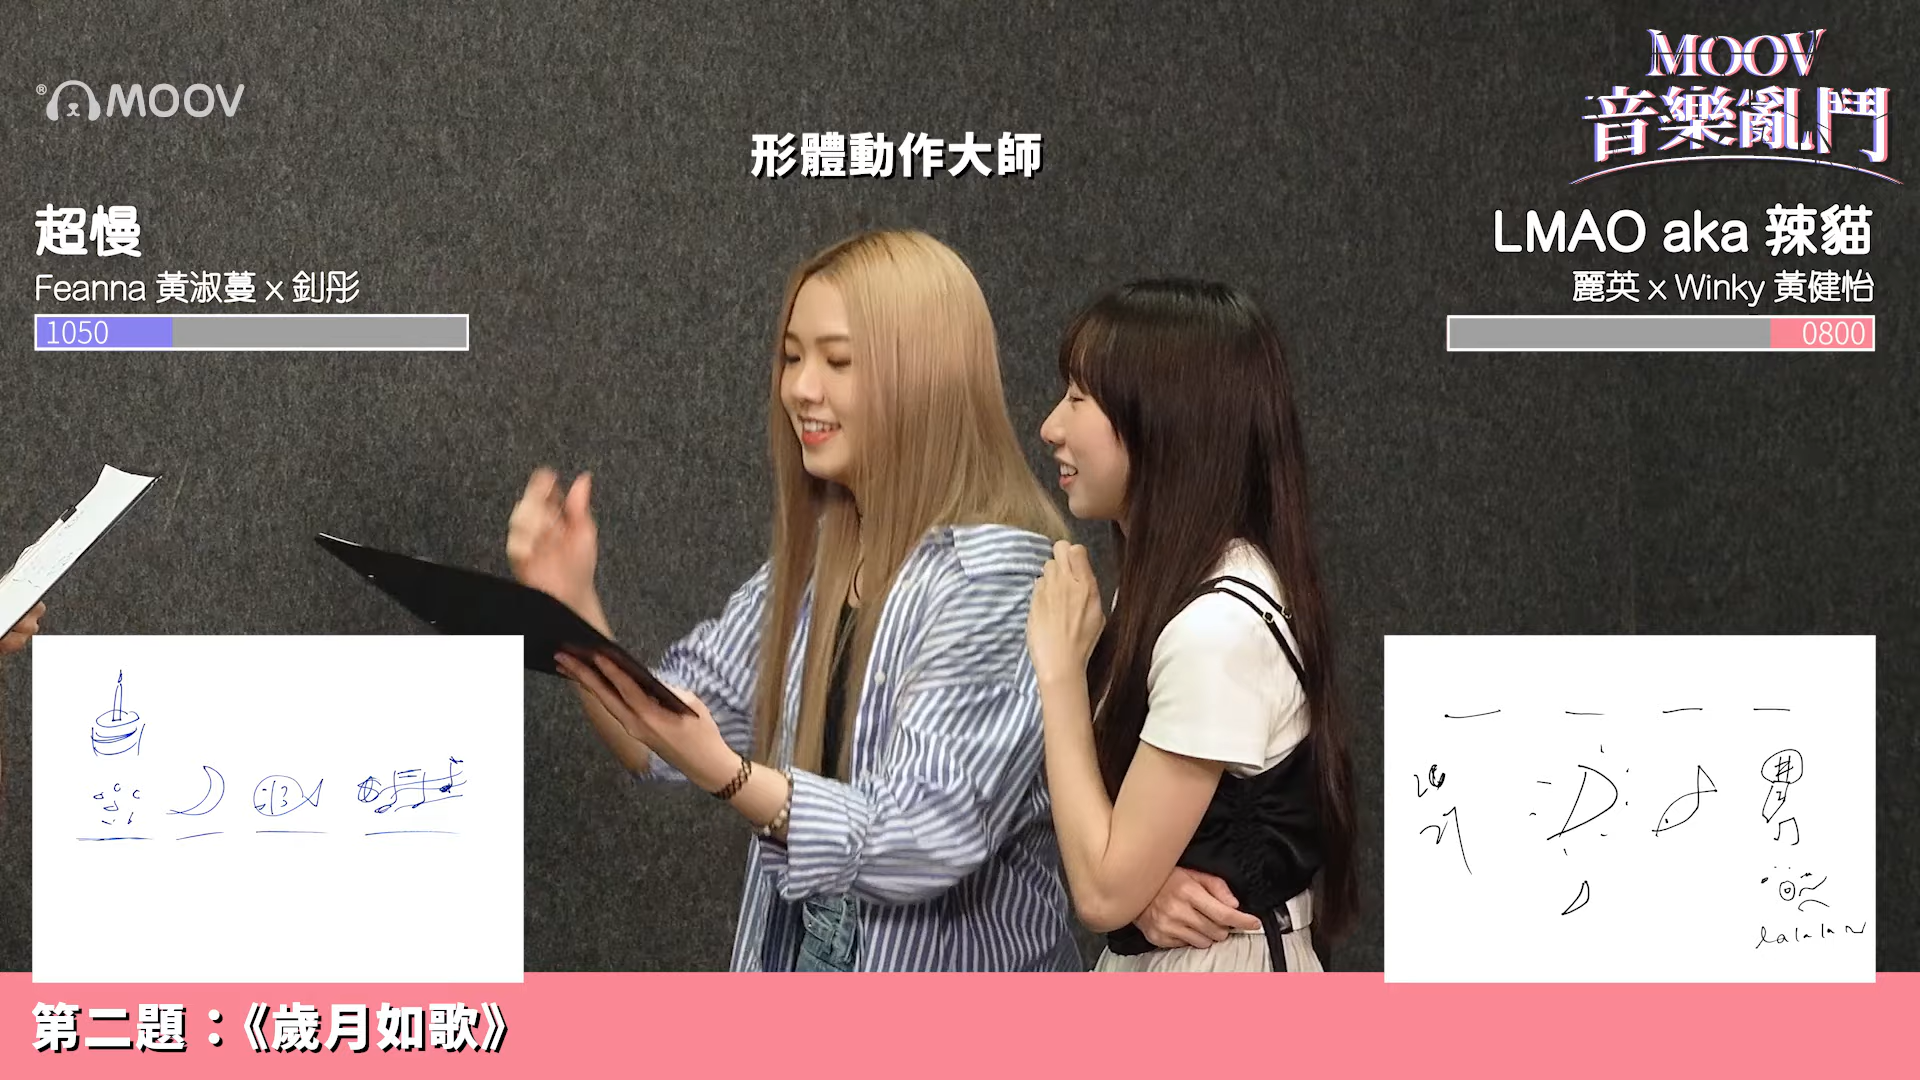 MOOV
MOOV
音樂亂鬥
形體動作大師
超慢
Feanna 黃淑蔓 x 釗彤
1050
LMAO aka 辣貓
麗英 x Winky 黃健怡
0800
lalalan
第二題：《歲月如歌》